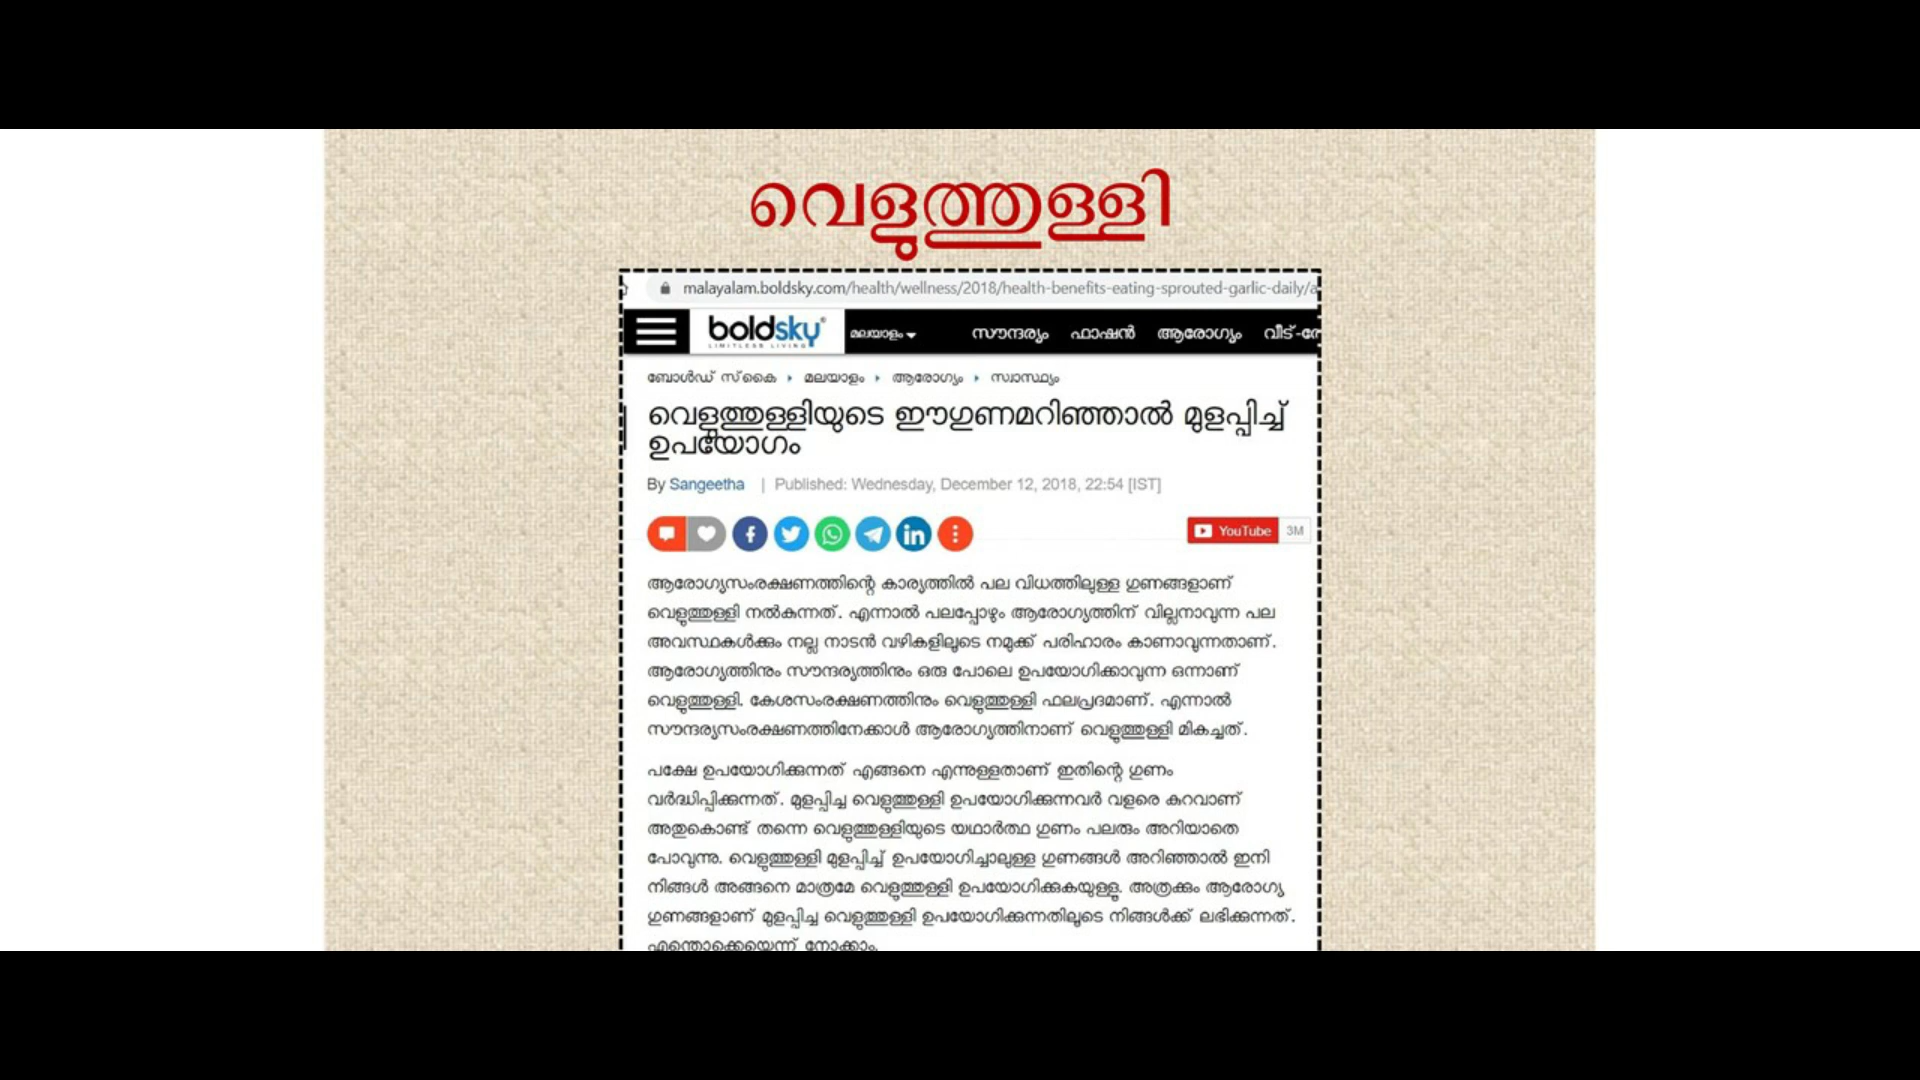 വെളുത്തുള്ളി
malayalam.boldsky.com/health/wellness/2018/health-benefits-eating-sprouted-garlic-daily/a
boldsky
LIMITLESS LIVING
മലയാളം സൗന്ദര്യം ഫാഷൻ ആരോഗ്യം വീട്-തേ
ബോൾഡ് സ്കൈ മലയാളം ആരോഗ്യം സ്വാസ്ഥ്യം
വെളുത്തുള്ളിയുടെ ഈഗുണമറിഞ്ഞാൽ മുളപ്പിച്ച്
ഉപയോഗം
By Sangeetha | Published: Wednesday, December 12, 2018, 22:54 [IST]
YouTube 3M
ആരോഗ്യസംരക്ഷണത്തിന്റെ കാര്യത്തിൽ പല വിധത്തിലുള്ള ഗുണങ്ങളാണ്
വെളുത്തുള്ളി നൽകുന്നത്. എന്നാൽ പലപ്പോഴും ആരോഗ്യത്തിന് വില്ലനാവുന്ന പല
അവസ്ഥകൾക്കും നല്ല നാടൻ വഴികളിലൂടെ നമുക്ക് പരിഹാരം കാണാവുന്നതാണ്.
ആരോഗ്യത്തിനും സൗന്ദര്യത്തിനും ഒരു പോലെ ഉപയോഗിക്കാവുന്ന ഒന്നാണ്
വെളുത്തുള്ളി. കേശസംരക്ഷണത്തിനും വെളുത്തുള്ളി ഫലപ്രദമാണ്. എന്നാൽ
സൗന്ദര്യസംരക്ഷണത്തിനേക്കാൾ ആരോഗ്യത്തിനാണ് വെളുത്തുള്ളി മികച്ചത്.
പക്ഷേ ഉപയോഗിക്കുന്നത് എങ്ങനെ എന്നുള്ളതാണ് ഇതിന്റെ ഗുണം
വർദ്ധിപ്പിക്കുന്നത്. മുളപ്പിച്ച വെളുത്തുള്ളി ഉപയോഗിക്കുന്നവർ വളരെ കുറവാണ്
അതുകൊണ്ട് തന്നെ വെളുത്തുള്ളിയുടെ യഥാർത്ഥ ഗുണം പലരും അറിയാതെ
പോവുന്നു. വെളുത്തുള്ളി മുളപ്പിച്ച് ഉപയോഗിച്ചാലുള്ള ഗുണങ്ങൾ അറിഞ്ഞാൽ ഇനി
നിങ്ങൾ അങ്ങനെ മാത്രമേ വെളുത്തുള്ളി ഉപയോഗിക്കുകയുള്ളൂ. അത്രക്കും ആരോഗ്യ
ഗുണങ്ങളാണ് മുളപ്പിച്ച വെളുത്തുള്ളി ഉപയോഗിക്കുന്നതിലൂടെ നിങ്ങൾക്ക് ലഭിക്കുന്നത്.
എന്തൊക്കെയെന്ന് നോക്കാം.